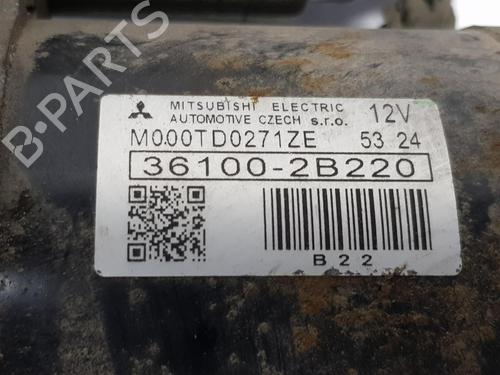 B-PARTS
MITSUBISHI ELECTRIC
AUTOMOTIVE CZECH s.r.o. 12V
M000TD0271ZE 53 24
36100-2B220
B22